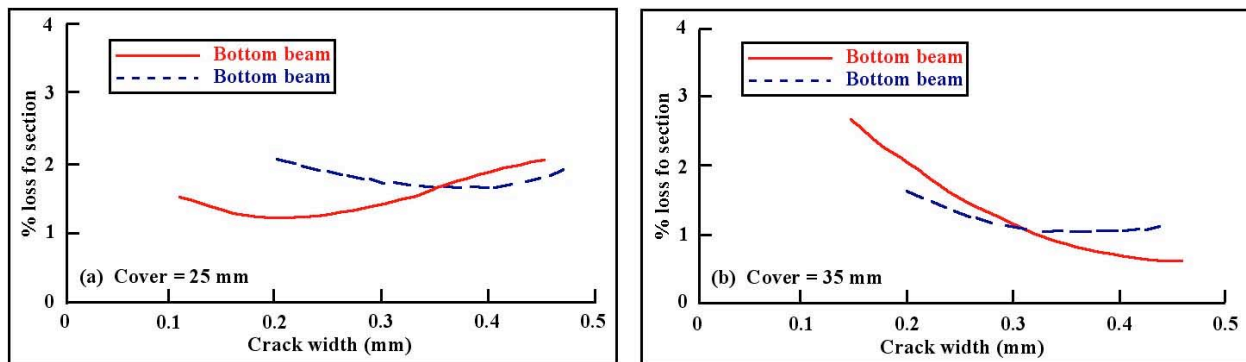 4
3
2
1
0
% loss fo section
Bottom beam
Bottom beam
(a) Cover = 25 mm
0 0.1 0.2 0.3 0.4 0.5
Crack width (mm)
4
3
2
1
0
% loss fo section
Bottom beam
Bottom beam
(b) Cover = 35 mm
0 0.1 0.2 0.3 0.4 0.5
Crack width (mm)